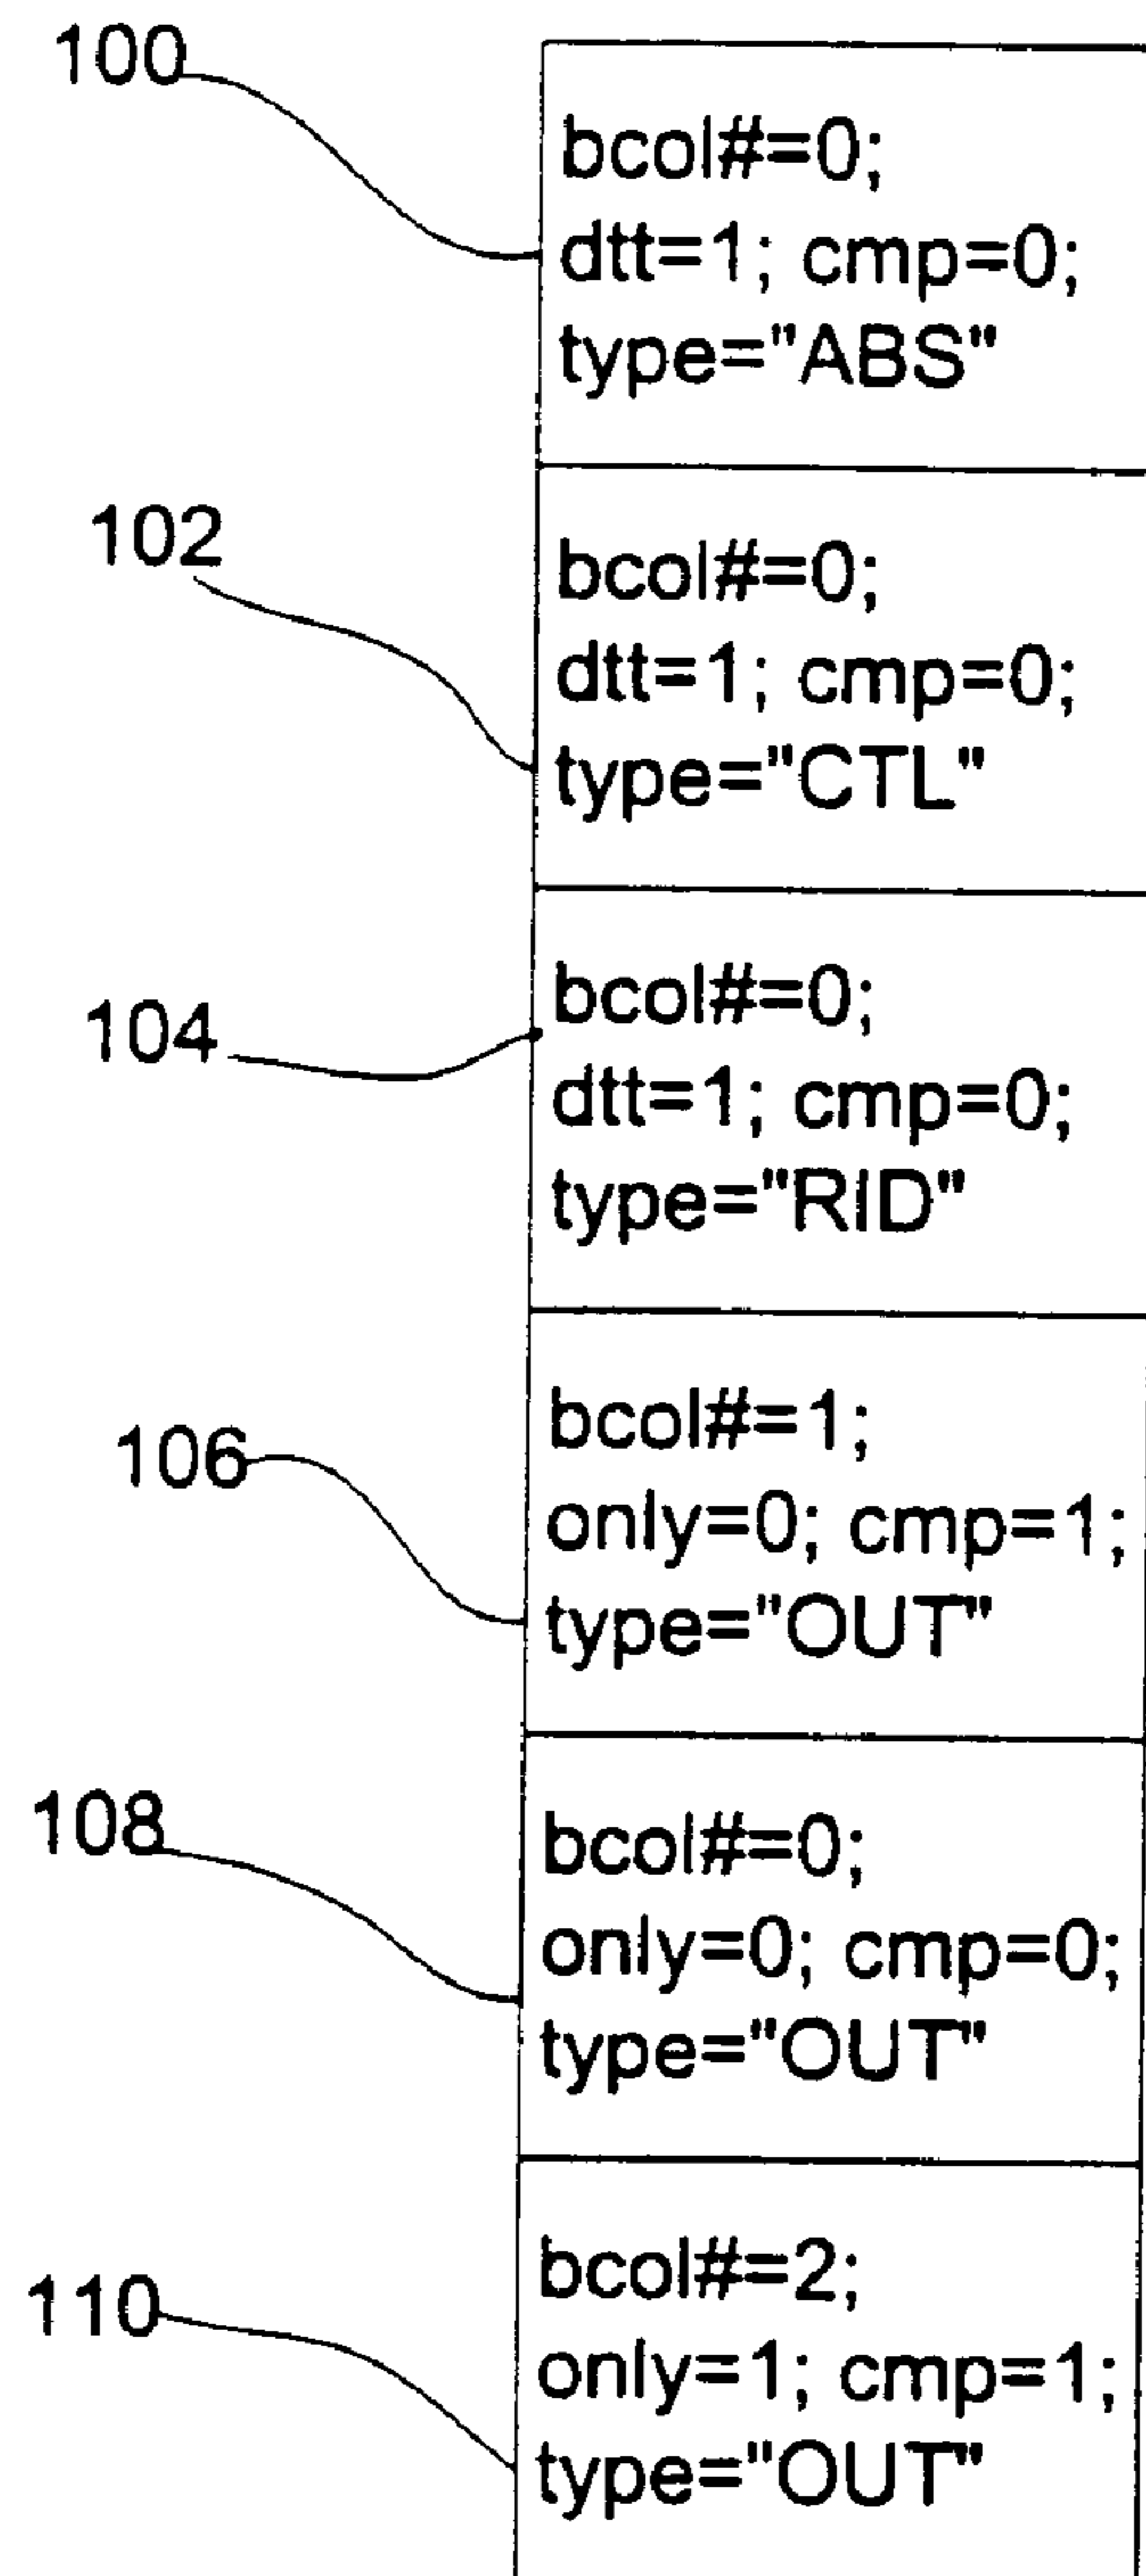 100
bcol#=0;
dtt=1; cmp=0;
type="ABS"
102
bcol#=0;
dtt=1; cmp=0;
type="CTL"
104
bcol#=0;
dtt=1; cmp=0;
type="RID"
106
bcol#=1;
only=0; cmp=1;
type="OUT"
108
bcol#=0;
only=0; cmp=0;
type="OUT"
110
bcol#=2;
only=1; cmp=1;
type="OUT"